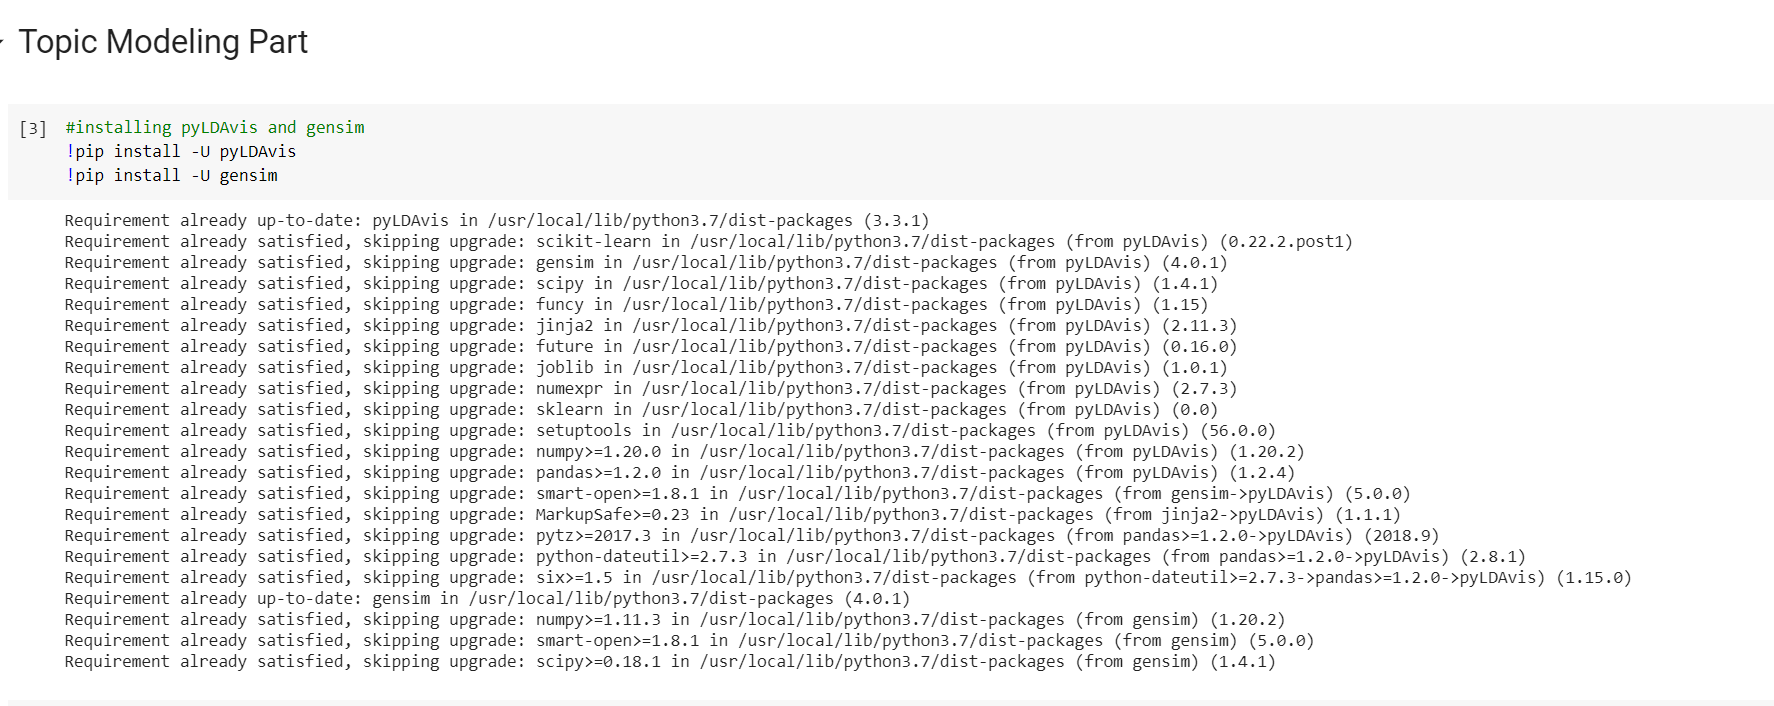 Topic Modeling Part
[3] #installing pyLDAvis and gensim
!pip install -U pyLDAvis
!pip install -U gensim
Requirement already up-to-date: pyLDAvis in /usr/local/lib/python3.7/dist-packages (3.3.1)
Requirement already satisfied, skipping upgrade: scikit-learn in /usr/local/lib/python3.7/dist-packages (from pyLDAvis) (0.22.2.post1)
Requirement already satisfied, skipping upgrade: gensim in /usr/local/lib/python3.7/dist-packages (from pyLDAvis) (4.0.1)
Requirement already satisfied, skipping upgrade: scipy in /usr/local/lib/python3.7/dist-packages (from pyLDAvis) (1.4.1)
Requirement already satisfied, skipping upgrade: funcy in /usr/local/lib/python3.7/dist-packages (from pyLDAvis) (1.15)
Requirement already satisfied, skipping upgrade: jinja2 in /usr/local/lib/python3.7/dist-packages (from pyLDAvis) (2.11.3)
Requirement already satisfied, skipping upgrade: future in /usr/local/lib/python3.7/dist-packages (from pyLDAvis) (0.16.0)
Requirement already satisfied, skipping upgrade: joblib in /usr/local/lib/python3.7/dist-packages (from pyLDAvis) (1.0.1)
Requirement already satisfied, skipping upgrade: numexpr in /usr/local/lib/python3.7/dist-packages (from pyLDAvis) (2.7.3)
Requirement already satisfied, skipping upgrade: sklearn in /usr/local/lib/python3.7/dist-packages (from pyLDAvis) (0.0)
Requirement already satisfied, skipping upgrade: setuptools in /usr/local/lib/python3.7/dist-packages (from pyLDAvis) (56.0.0)
Requirement already satisfied, skipping upgrade: numpy>=1.20.0 in /usr/local/lib/python3.7/dist-packages (from pyLDAvis) (1.20.2)
Requirement already satisfied, skipping upgrade: pandas>=1.2.0 in /usr/local/lib/python3.7/dist-packages (from pyLDAvis) (1.2.4)
Requirement already satisfied, skipping upgrade: smart-open>=1.8.1 in /usr/local/lib/python3.7/dist-packages (from gensim->pyLDAvis) (5.0.0)
Requirement already satisfied, skipping upgrade: MarkupSafe>=0.23 in /usr/local/lib/python3.7/dist-packages (from jinja2->pyLDAvis) (1.1.1)
Requirement already satisfied, skipping upgrade: pytz>=2017.3 in /usr/local/lib/python3.7/dist-packages (from pandas>=1.2.0->pyLDAvis) (2018.9)
Requirement already satisfied, skipping upgrade: python-dateutil>=2.7.3 in /usr/local/lib/python3.7/dist-packages (from pandas>=1.2.0->pyLDAvis) (2.8.1)
Requirement already satisfied, skipping upgrade: six>=1.5 in /usr/local/lib/python3.7/dist-packages (from python-dateutil>=2.7.3->pandas>=1.2.0->pyLDAvis) (1.15.0)
Requirement already up-to-date: gensim in /usr/local/lib/python3.7/dist-packages (4.0.1)
Requirement already satisfied, skipping upgrade: numpy>=1.11.3 in /usr/local/lib/python3.7/dist-packages (from gensim) (1.20.2)
Requirement already satisfied, skipping upgrade: smart-open>=1.8.1 in /usr/local/lib/python3.7/dist-packages (from gensim) (5.0.0)
Requirement already satisfied, skipping upgrade: scipy>=0.18.1 in /usr/local/lib/python3.7/dist-packages (from gensim) (1.4.1)